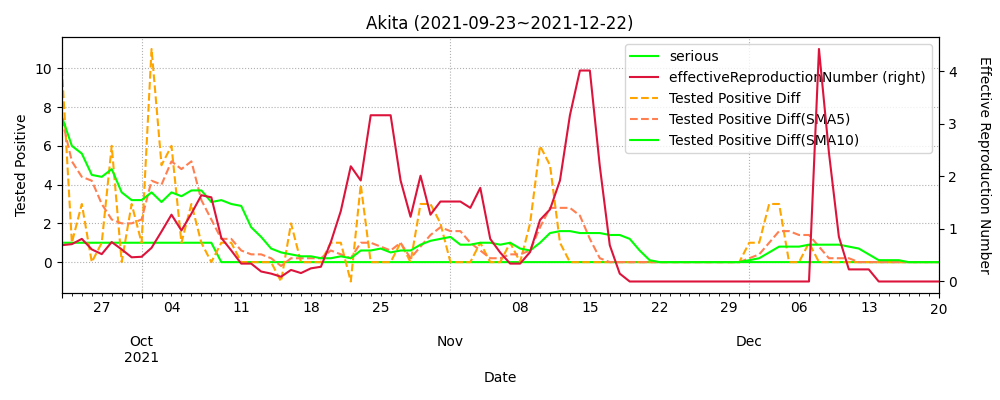 Akita (2021-09-23~2021-12-22)
serious
effectiveReproductionNumber (right)
Tested Positive Diff
Tested Positive Diff(SMA5)
Tested Positive Diff(SMA10)
Tested Positive
10
8
6
4
2
0
Effective Reproduction Number
4
3
2
1
0
27 04 11 18 25 08 15 22 29 06 13 20
Oct Nov Dec
2021
Date